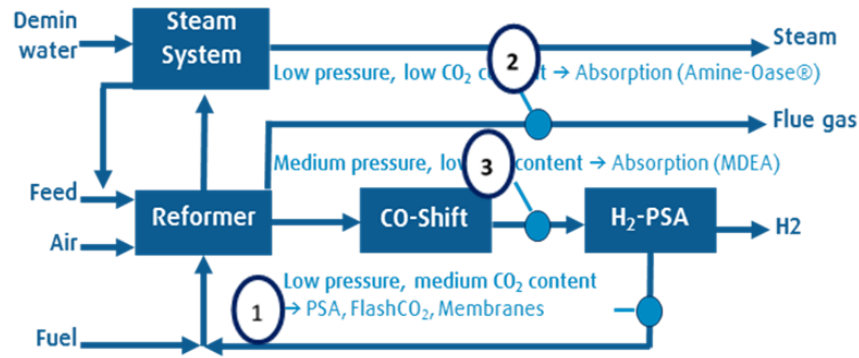 Demin
water
Steam
System
Steam
2
Low pressure, low CO₂ t → Absorption (Amine-Oase®)
Flue gas
3
Medium pressure, content → Absorption (MDEA)
Feed
Air
Reformer
CO-Shift
H₂-PSA
H2
Low pressure, medium CO₂ content
1
→ PSA, FlashCO₂, Membranes
Fuel